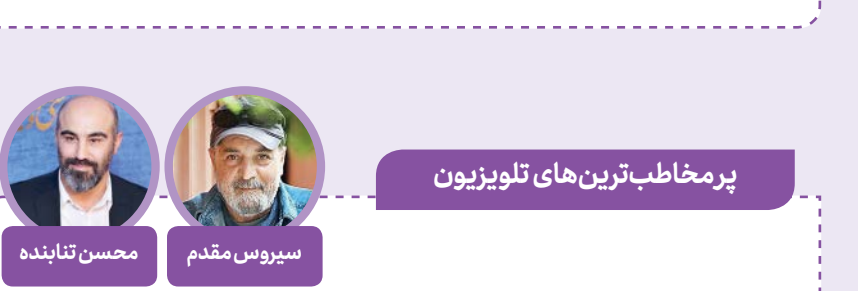 پرمخاطب‌ترین‌های تلویزیون
سیروس مقدم
محسن تنابنده